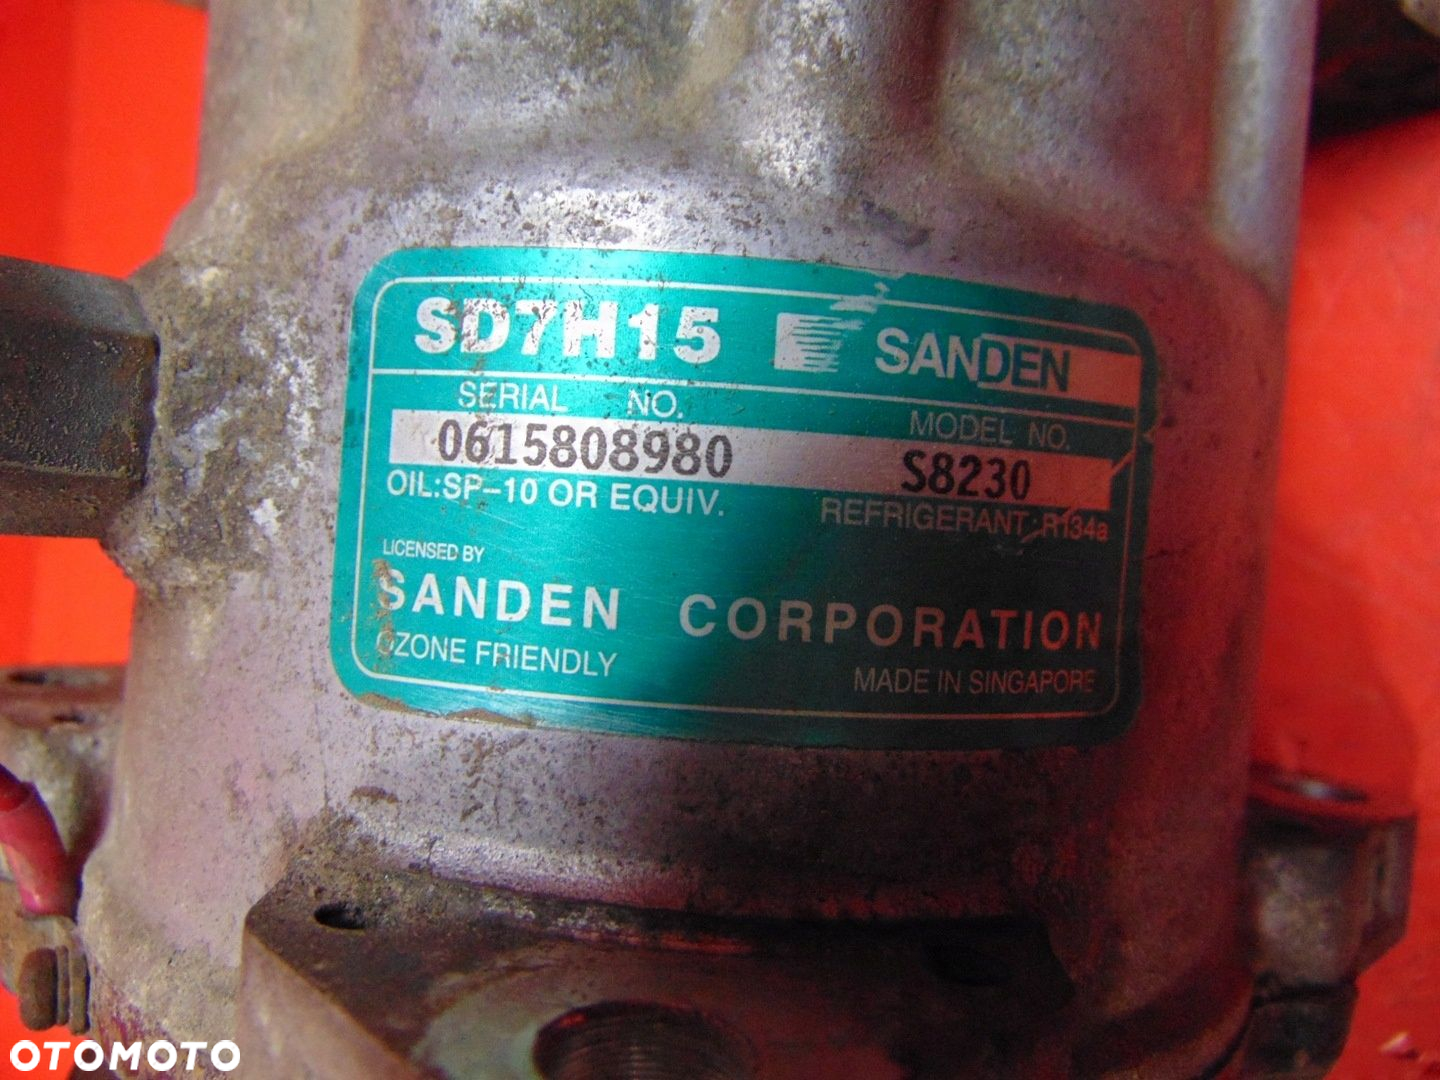 SD7H15 SANDEN
SERIAL NO. MODEL NO.
0615808980 S8230
OIL:SP-10 OR EQUIV. REFRIGERANT:R134a
LICENSED BY
SANDEN CORPORATION
OZONE FRIENDLY MADE IN SINGAPORE
OTOMOTO